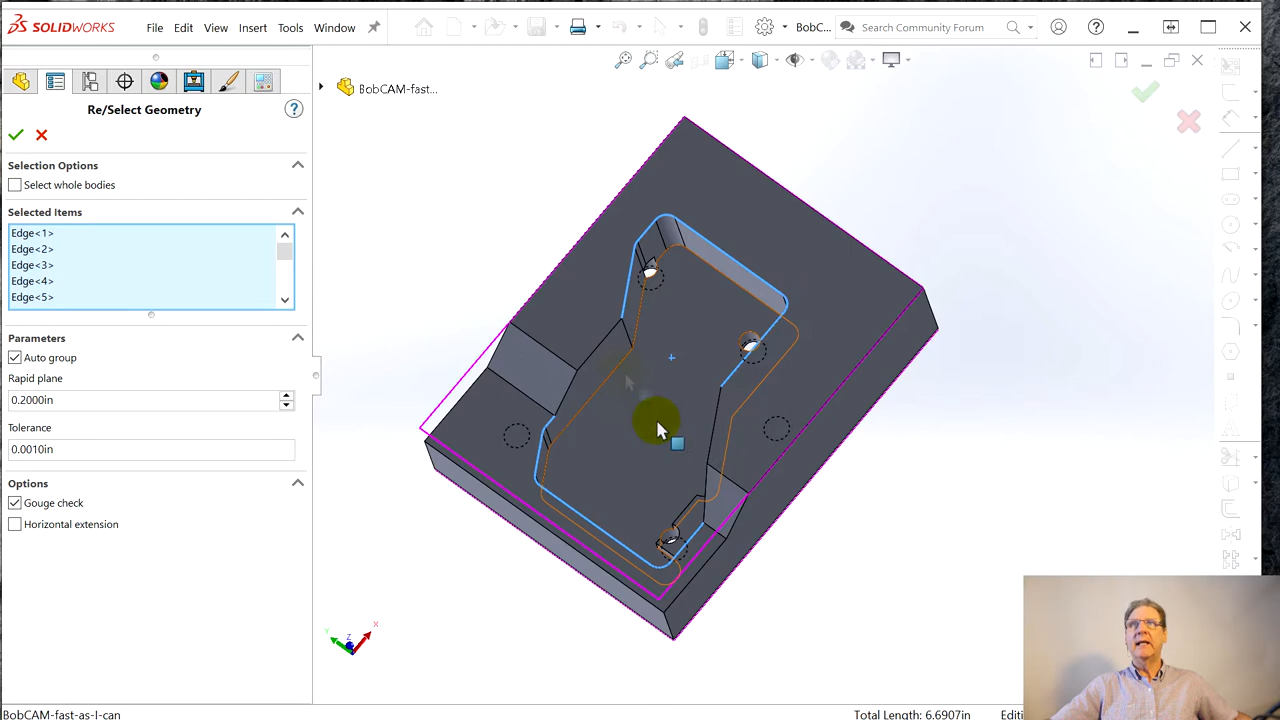 SOLIDWORKS File Edit View Insert Tools Window BobC... Search Community Forum
Re/Select Geometry
BobCAM-fast...
Selection Options
Select whole bodies
Selected Items
Edge<1>
Edge<2>
Edge<3>
Edge<4>
Edge<5>
Parameters
Auto group
Rapid plane
0.2000in
Tolerance
0.0010in
Options
Gouge check
Horizontal extension
Y Z X
BobCAM-fast-as-I-can Total Length: 6.6907in Editi